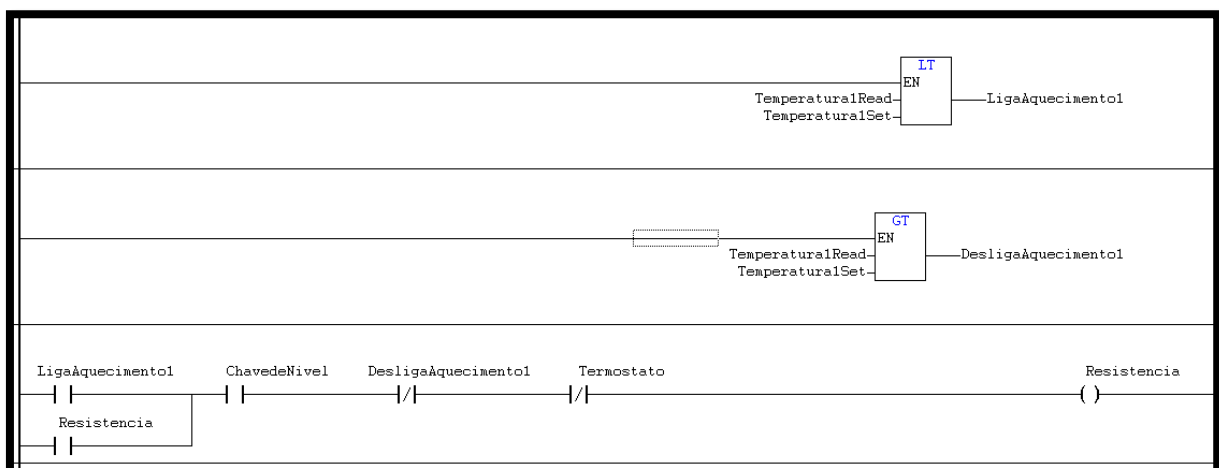 LT
EN
Temperatura1Read
LigaAquecimento1
Temperatura1Set
GT
EN
Temperatura1Read
DesligaAquecimento1
Temperatura1Set
LigaAquecimento1 ChavedeNivel DesligaAquecimento1 Termostato Resistencia
Resistencia